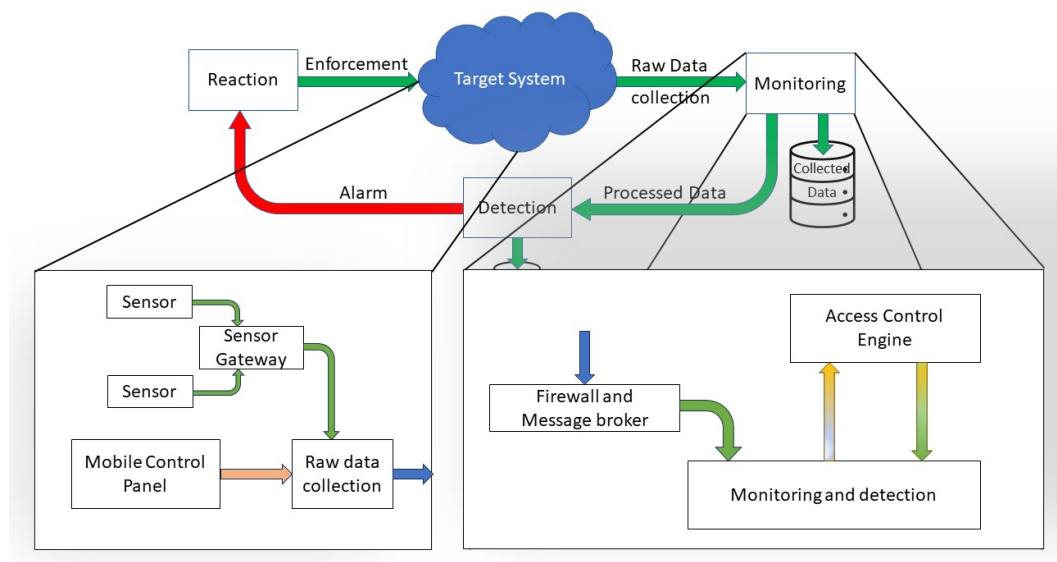 Enforcement
Reaction
Target System
Raw Data
collection
Monitoring
Collected
Data
Alarm
Detection
Processed Data
Sensor
Sensor
Gateway
Sensor
Mobile Control
Panel
Raw data
collection
Access Control
Engine
Firewall and
Message broker
Monitoring and detection